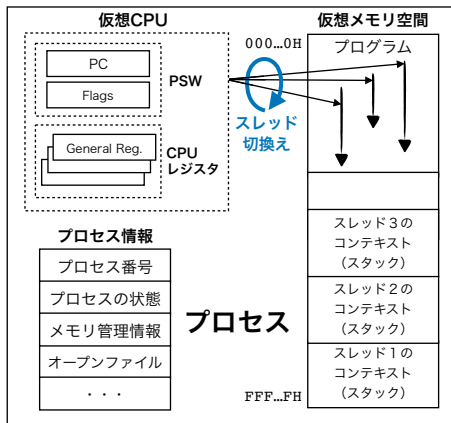 仮想CPU
PC
Flags
PSW
General Reg.
CPU
レジスタ
スレッド
切換え
プロセス情報
プロセス番号
プロセスの状態
メモリ管理情報
オープンファイル
・・・
プロセス
仮想メモリ空間
000…0H
プログラム
スレッド３の
コンテキスト
（スタック）
スレッド２の
コンテキスト
（スタック）
スレッド１の
コンテキスト
（スタック）
FFF…FH